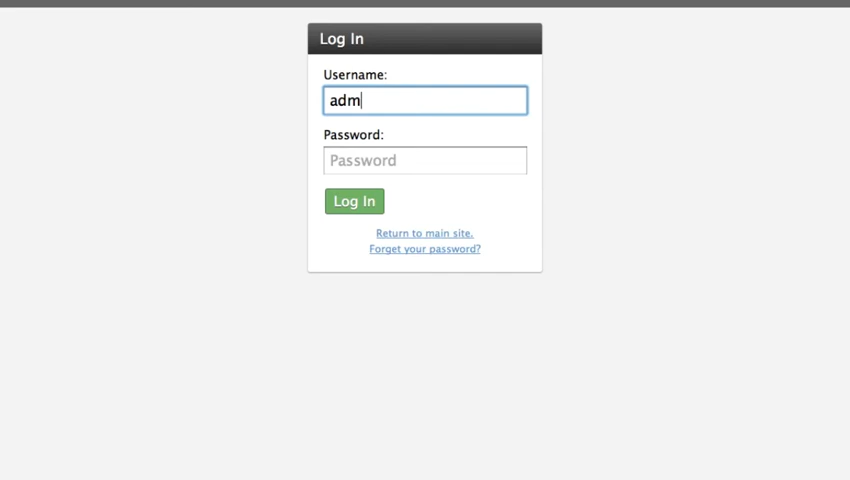 Log In
Username:
adm
Password:
Password
Log In
Return to main site.
Forget your password?